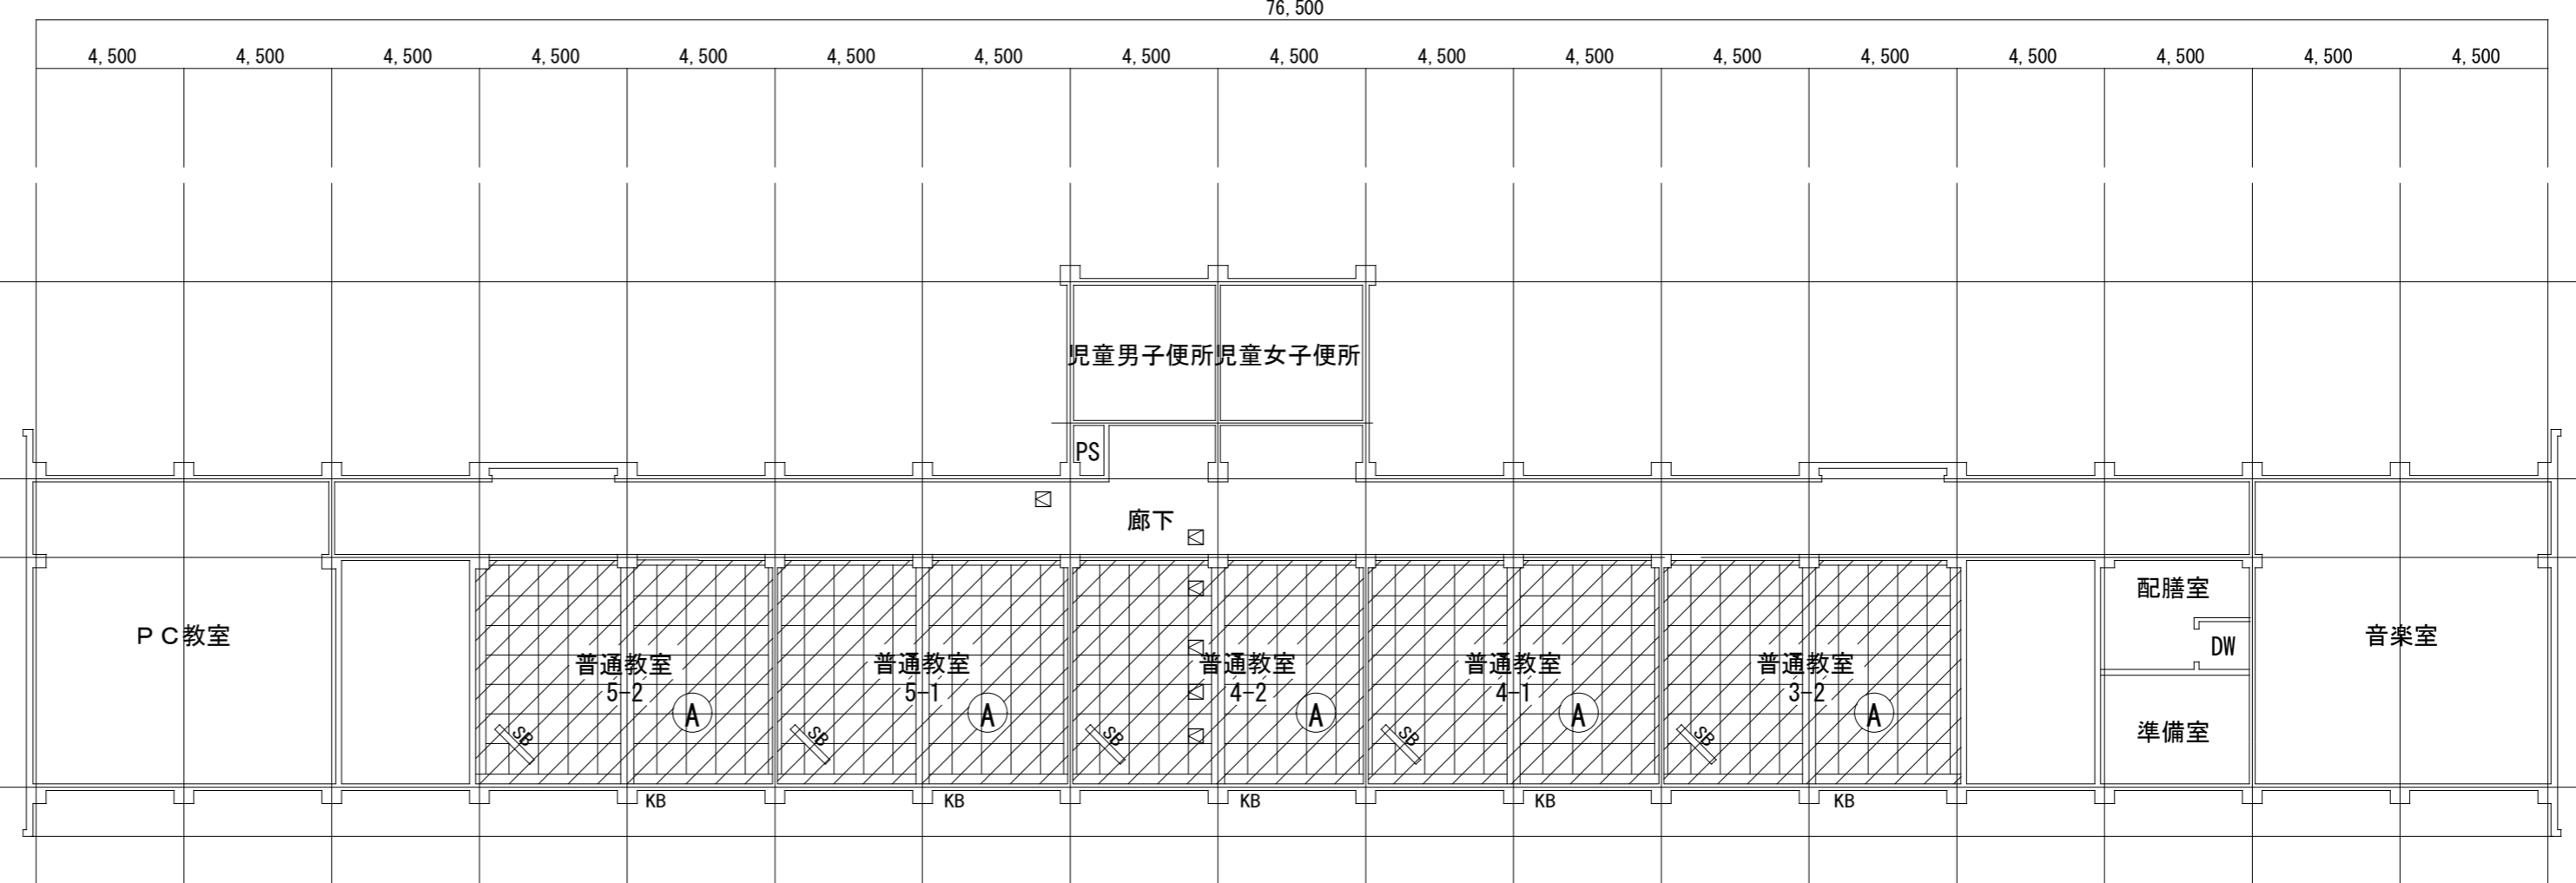 76,500
4,500 4,500 4,500 4,500 4,500 4,500 4,500 4,500 4,500 4,500 4,500 4,500 4,500 4,500 4,500 4,500 4,500
児童男子便所 児童女子便所
PS
廊下
配膳室
ＰＣ教室
音楽室
DW
普通教室
5-2
普通教室
5-1
普通教室
4-2
普通教室
4-1
普通教室
3-2
A A A A A
SB SB SB SB SB
準備室
KB KB KB KB KB